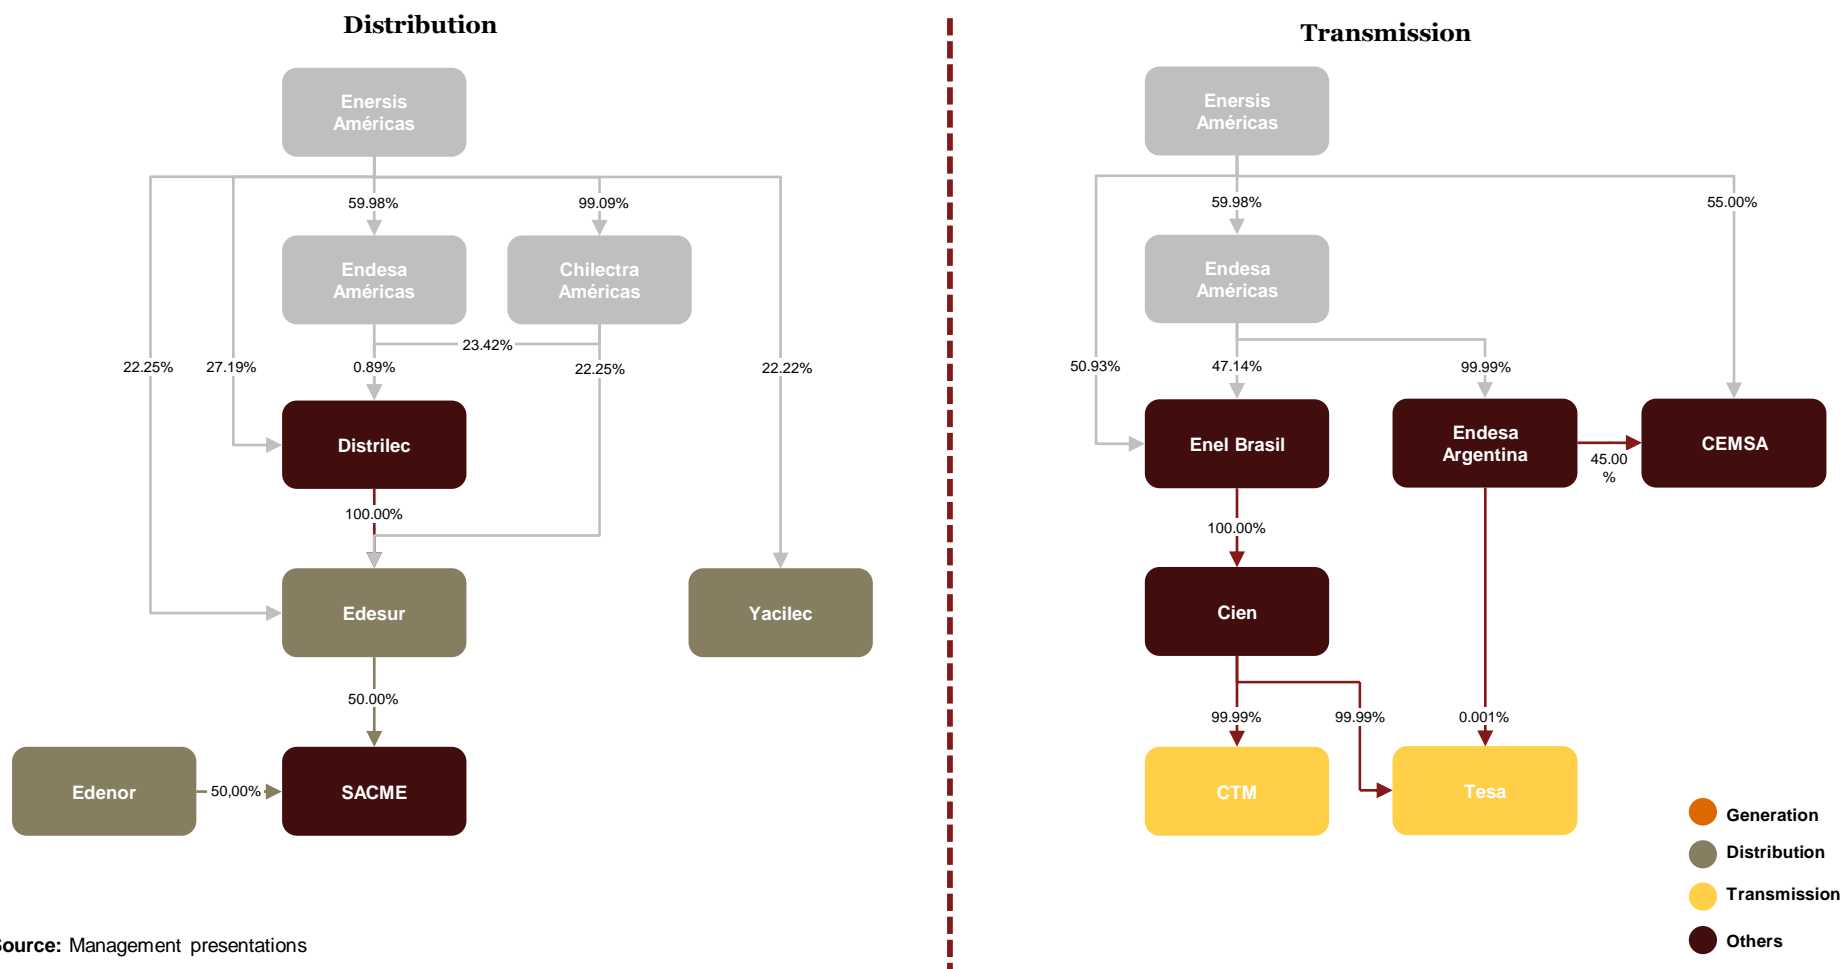 Distribution
Enersis
Américas
59.98%
99.09%
Endesa
Américas
Chilectra
Américas
23.42%
22.25%
27.19%
0.89%
22.25%
22.22%
Distrilec
100.00%
Edesur
Yacilec
50.00%
Edenor
50,00%
SACME
Source: Management presentations
Transmission
Enersis
Américas
59.98%
55.00%
Endesa
Américas
50.93%
47.14%
99.99%
Enel Brasil
Endesa
Argentina
45.00
%
CEMSA
100.00%
Cien
99.99%
99.99%
0.001%
CTM
Tesa
Generation
Distribution
Transmission
Others